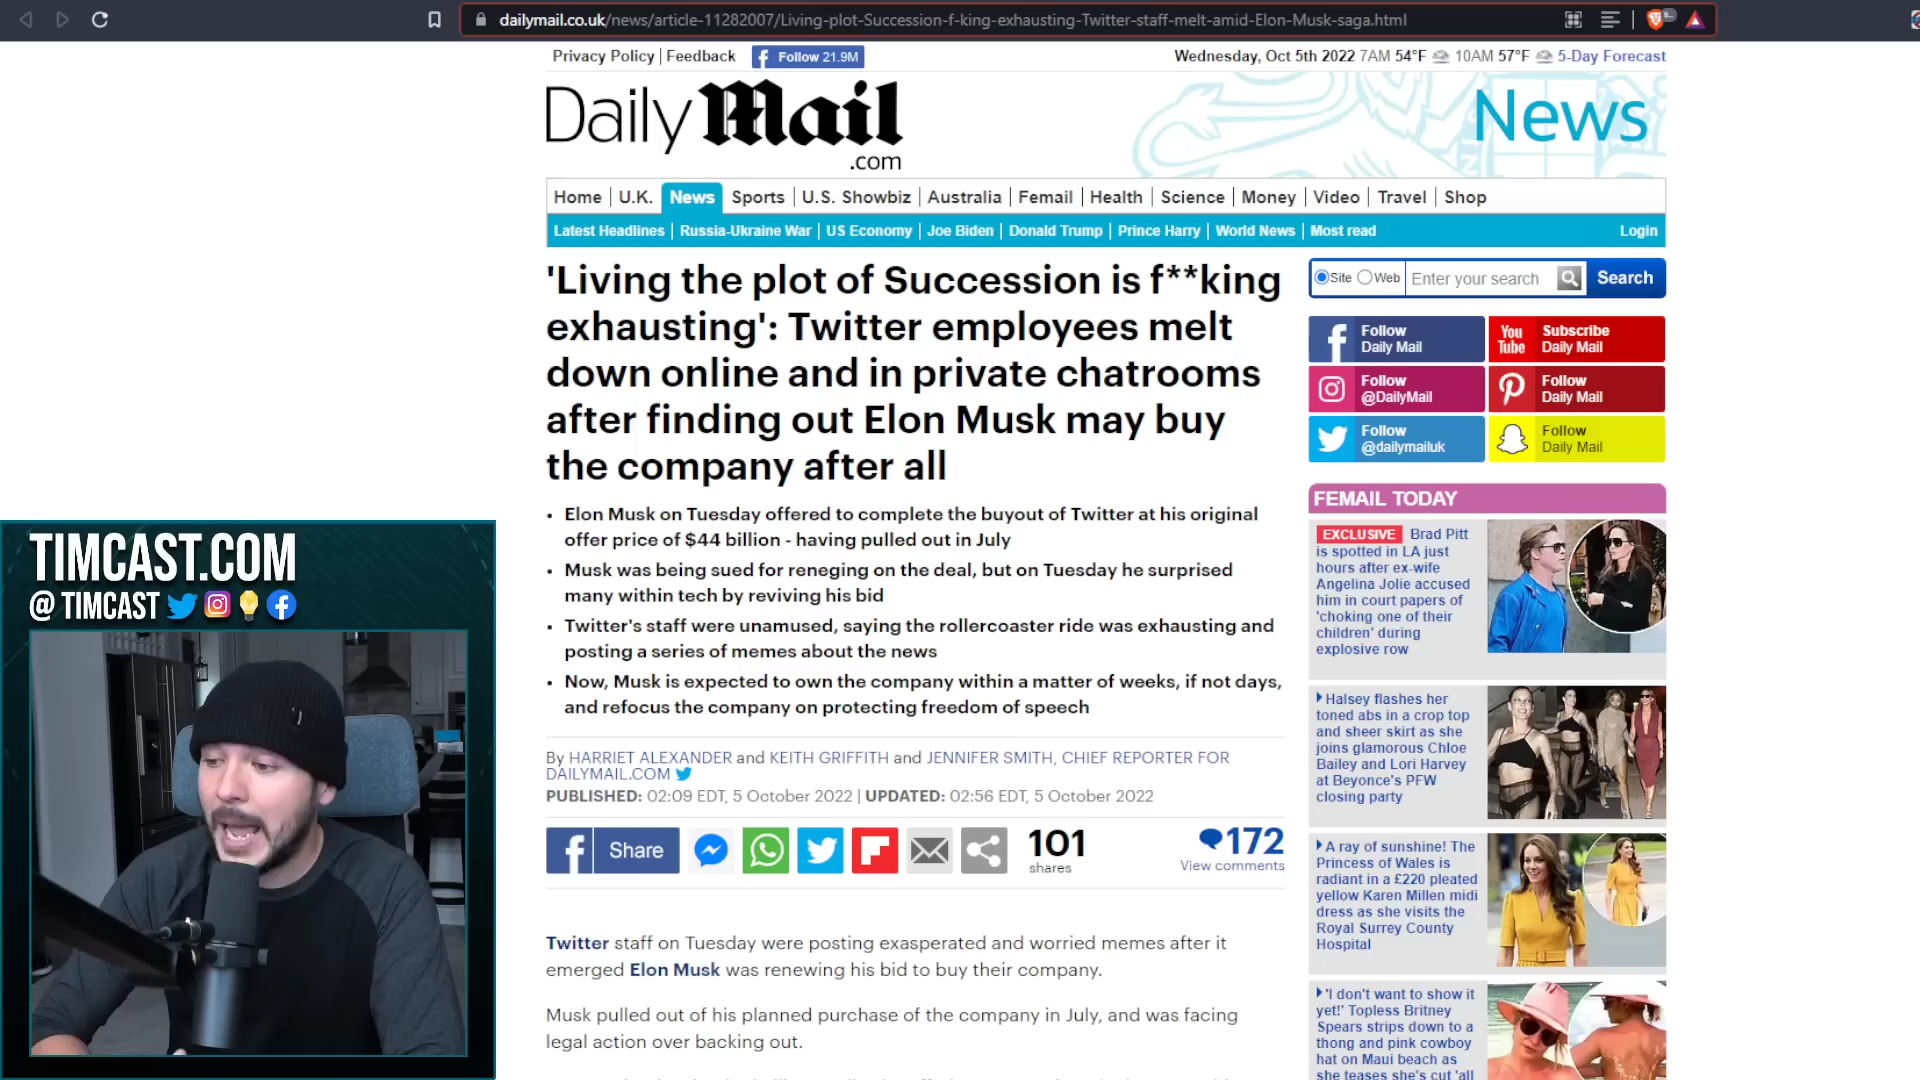 dailymail.co.uk/news/article-11282007/Living-plot-Succession-f-king-exhausting-Twitter-staff-melt-amid-Elon-Musk-saga.html
Privacy Policy | Feedback
Follow 21.9M
Wednesday, Oct 5th 2022 7AM 54°F 10AM 57°F 5-Day Forecast
Daily Mail
.com
News
Home | U.K. News Sports | U.S. Showbiz | Australia | Femail | Health | Science | Money | Video | Travel | Shop
Latest Headlines | Russia-Ukraine War | US Economy | Joe Biden | Donald Trump | Prince Harry | World News | Most read
Login
'Living the plot of Succession is f**king
exhausting': Twitter employees melt
down online and in private chatrooms
after finding out Elon Musk may buy
the company after all
• Elon Musk on Tuesday offered to complete the buyout of Twitter at his original
offer price of $44 billion - having pulled out in July
• Musk was being sued for reneging on the deal, but on Tuesday he surprised
many within tech by reviving his bid
• Twitter's staff were unamused, saying the rollercoaster ride was exhausting and
posting a series of memes about the news
• Now, Musk is expected to own the company within a matter of weeks, if not days,
and refocus the company on protecting freedom of speech
By HARRIET ALEXANDER and KEITH GRIFFITH and JENNIFER SMITH, CHIEF REPORTER FOR
DAILYMAIL.COM
PUBLISHED: 02:09 EDT, 5 October 2022 | UPDATED: 02:56 EDT, 5 October 2022
Share
101
shares
172
View comments
Twitter staff on Tuesday were posting exasperated and worried memes after it
emerged Elon Musk was renewing his bid to buy their company.
Musk pulled out of his planned purchase of the company in July, and was facing
legal action over backing out.
Site Web Enter your search Search
Follow
Daily Mail
You
Tube
Subscribe
Daily Mail
Follow
@DailyMail
Follow
Daily Mail
Follow
@dailymailuk
Follow
Daily Mail
FEMAIL TODAY
EXCLUSIVE Brad Pitt
is spotted in LA just
hours after ex-wife
Angelina Jolie accused
him in court papers of
'choking one of their
children' during
explosive row
Halsey flashes her
toned abs in a crop top
and sheer skirt as she
joins glamorous Chloe
Bailey and Lori Harvey
at Beyonce's PFW
closing party
A ray of sunshine! The
Princess of Wales is
radiant in a £220 pleated
yellow Karen Millen midi
dress as she visits the
Royal Surrey County
Hospital
'I don't want to show it
yet!' Topless Britney
Spears strips down to a
thong and pink cowboy
hat on Maui beach as
she teases she's cut 'all
TIMCAST.COM
@TIMCAST